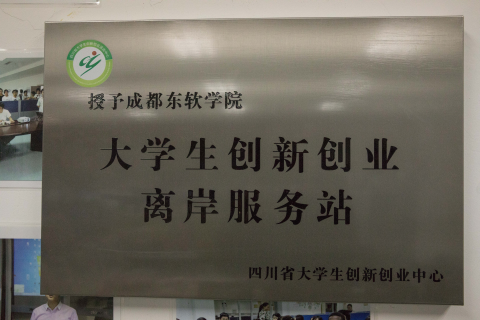 授予成都东软学院
大学生创新创业
离岸服务站
四川省大学生创新创业中心